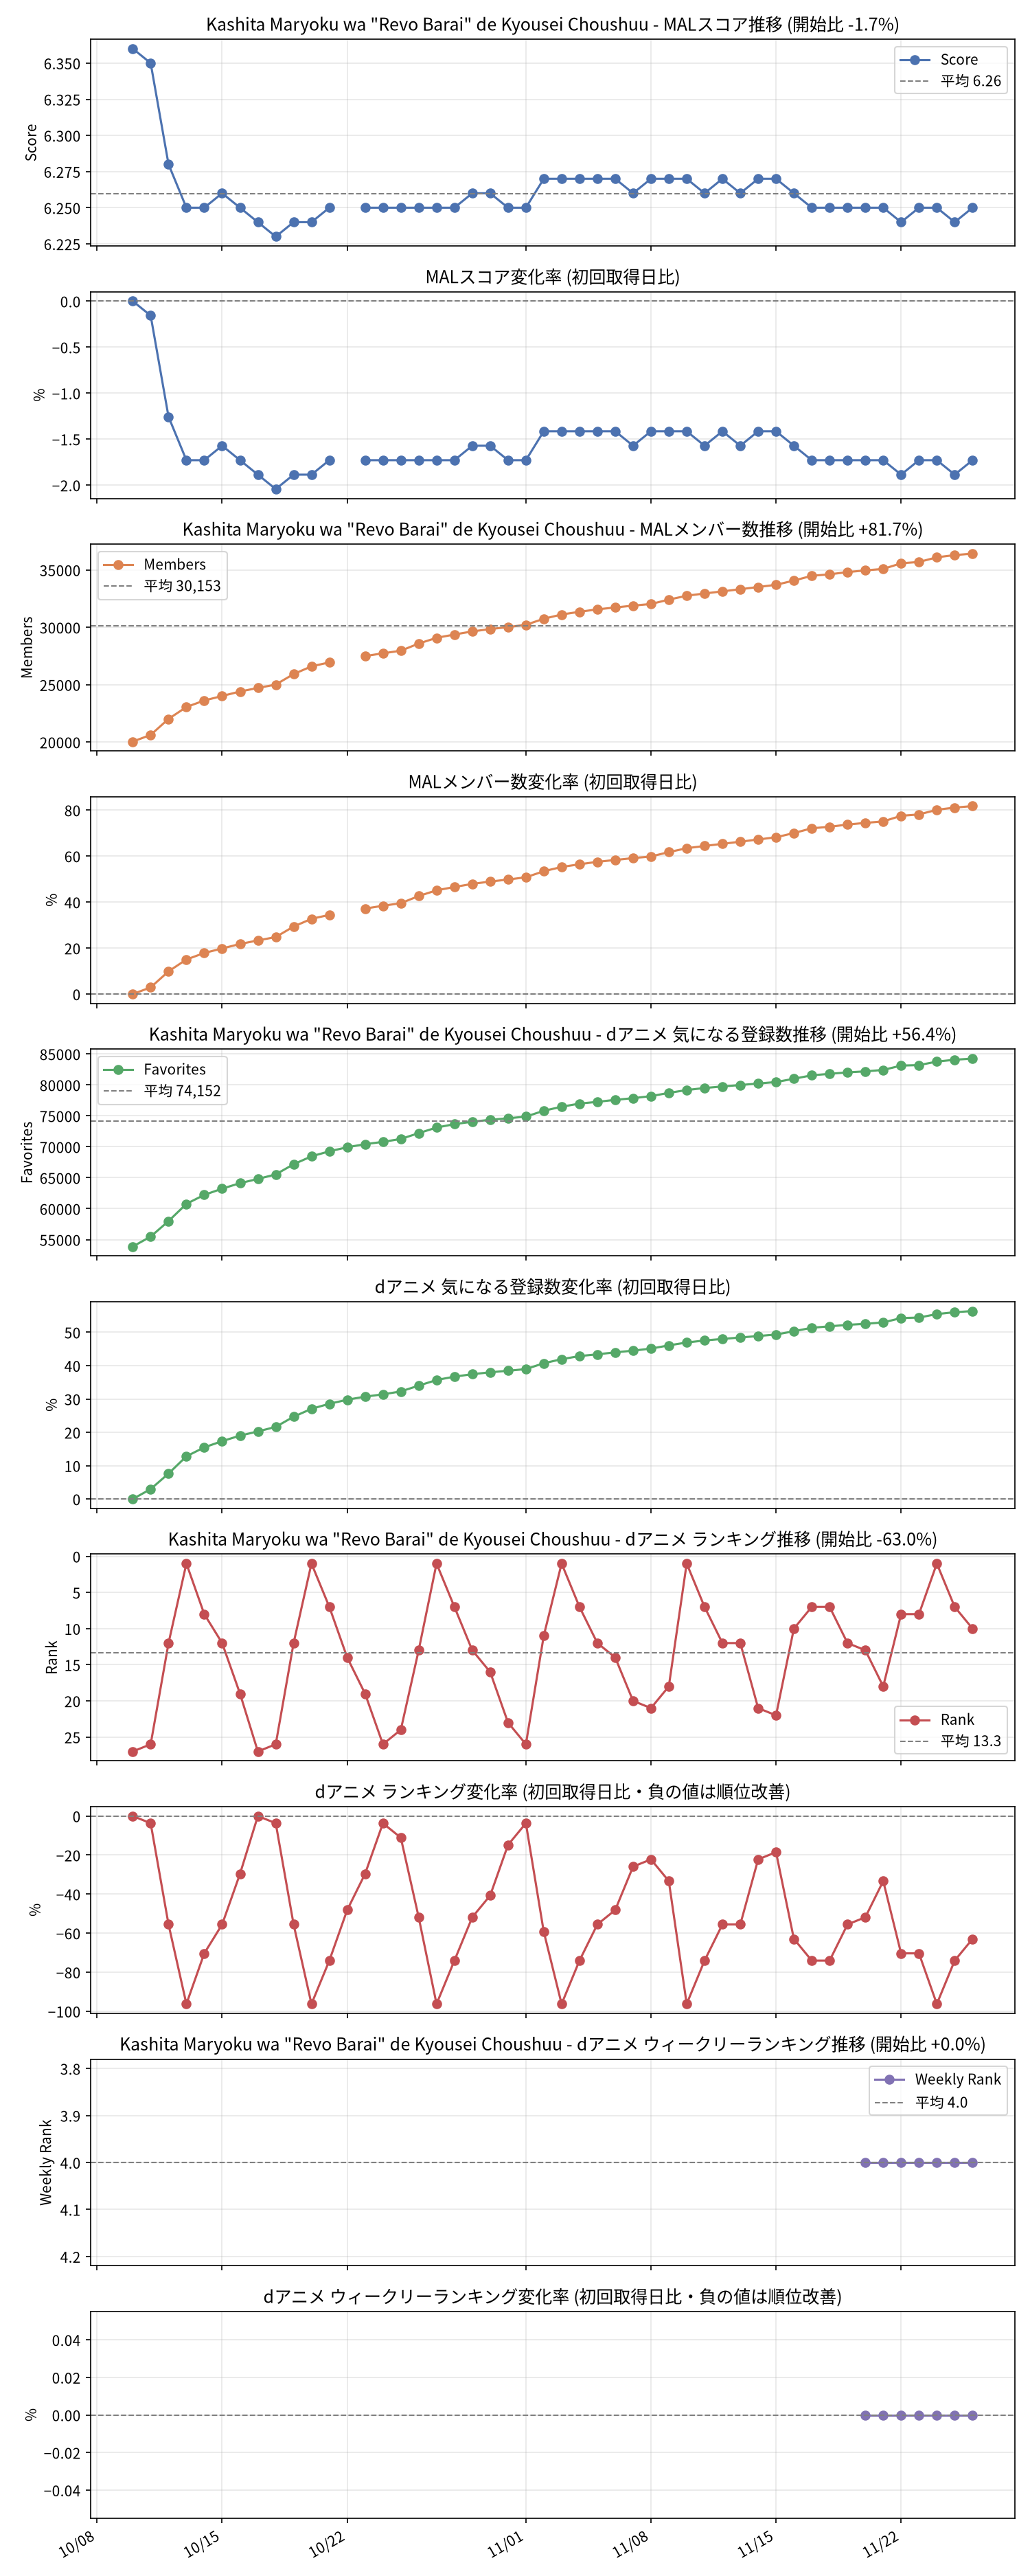 Kashita Maryoku wa "Revo Barai" de Kyousei Choushuu - MALスコア推移 (開始比 -1.7%)
6.350
6.325
6.300
6.275
6.250
6.225
Score
Score
平均 6.26
MALスコア変化率 (初回取得日比)
0.0
−0.5
−1.0
−1.5
−2.0
%
Kashita Maryoku wa "Revo Barai" de Kyousei Choushuu - MALメンバー数推移 (開始比 +81.7%)
35000
30000
25000
20000
Members
Members
平均 30,153
MALメンバー数変化率 (初回取得日比)
80
60
40
20
0
%
Kashita Maryoku wa "Revo Barai" de Kyousei Choushuu - dアニメ 気になる登録数推移 (開始比 +56.4%)
85000
80000
75000
70000
65000
60000
55000
Favorites
Favorites
平均 74,152
dアニメ 気になる登録数変化率 (初回取得日比)
50
40
30
20
10
0
%
Kashita Maryoku wa "Revo Barai" de Kyousei Choushuu - dアニメ ランキング推移 (開始比 -63.0%)
0
5
10
15
20
25
Rank
Rank
平均 13.3
dアニメ ランキング変化率 (初回取得日比・負の値は順位改善)
0
−20
−40
−60
−80
−100
%
Kashita Maryoku wa "Revo Barai" de Kyousei Choushuu - dアニメ ウィークリーランキング推移 (開始比 +0.0%)
3.8
3.9
4.0
4.1
4.2
Weekly Rank
Weekly Rank
平均 4.0
dアニメ ウィークリーランキング変化率 (初回取得日比・負の値は順位改善)
0.04
0.02
0.00
−0.02
−0.04
%
10/08
10/15
10/22
11/01
11/08
11/15
11/22